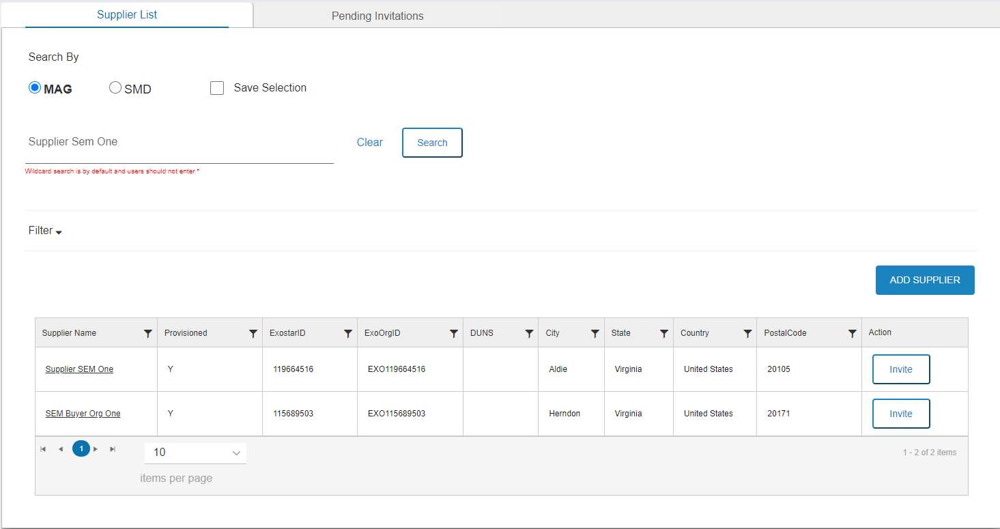 Supplier List
Pending Invitations
Search By
MAG SMD Save Selection
Supplier Sem One Clear Search
Wildcard search is by default and users should not enter *
Filter
ADD SUPPLIER
Supplier Name Provisioned ExostarID ExoOrgID DUNS City State Country PostalCode Action
Supplier SEM One Y 119664516 EXO119664516 Aldie Virginia United States 20105 Invite
SEM Buyer Org One Y 115689503 EXO115689503 Herndon Virginia United States 20171 Invite
1 10 1 - 2 of 2 items
items per page